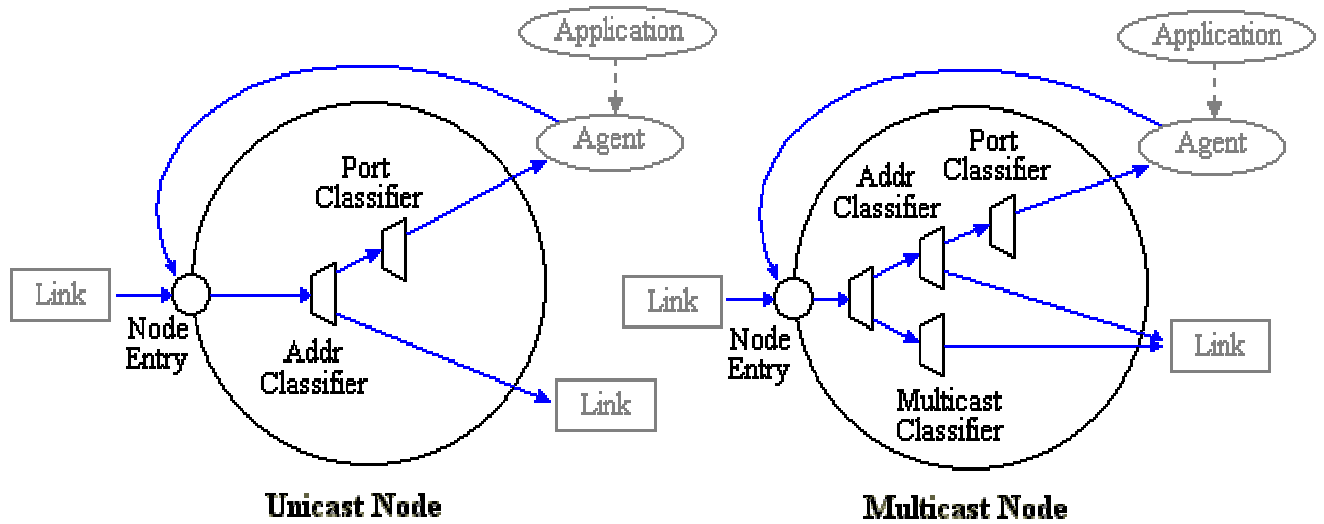 Application
Agent
Port
Classifier
Link
Node
Entry
Addr
Classifier
Link
Unicast Node
Application
Agent
Port
Classifier
Addr
Classifier
Link
Node
Entry
Link
Multicast
Classifier
Multicast Node